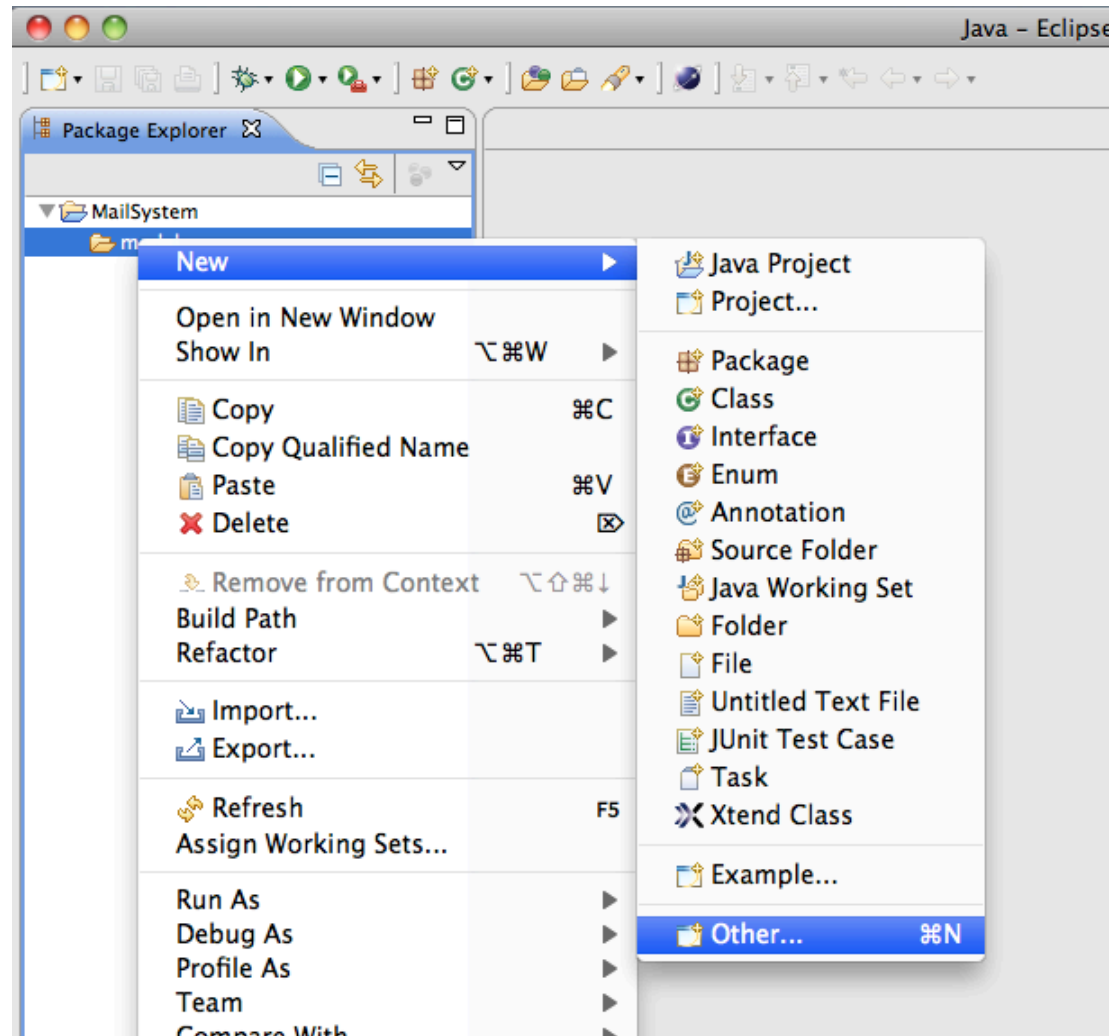 Java – Eclipse
Package Explorer
MailSystem
New
Open in New Window
Show In ⌥⌘W
Copy ⌘C
Copy Qualified Name
Paste ⌘V
Delete ⌦
Remove from Context ⌥⇧⌘↓
Build Path
Refactor ⌥⌘T
Import...
Export...
Refresh F5
Assign Working Sets...
Run As
Debug As
Profile As
Team
Compare With
Java Project
Project...
Package
Class
Interface
Enum
Annotation
Source Folder
Java Working Set
Folder
File
Untitled Text File
JUnit Test Case
Task
Xtend Class
Example...
Other... ⌘N